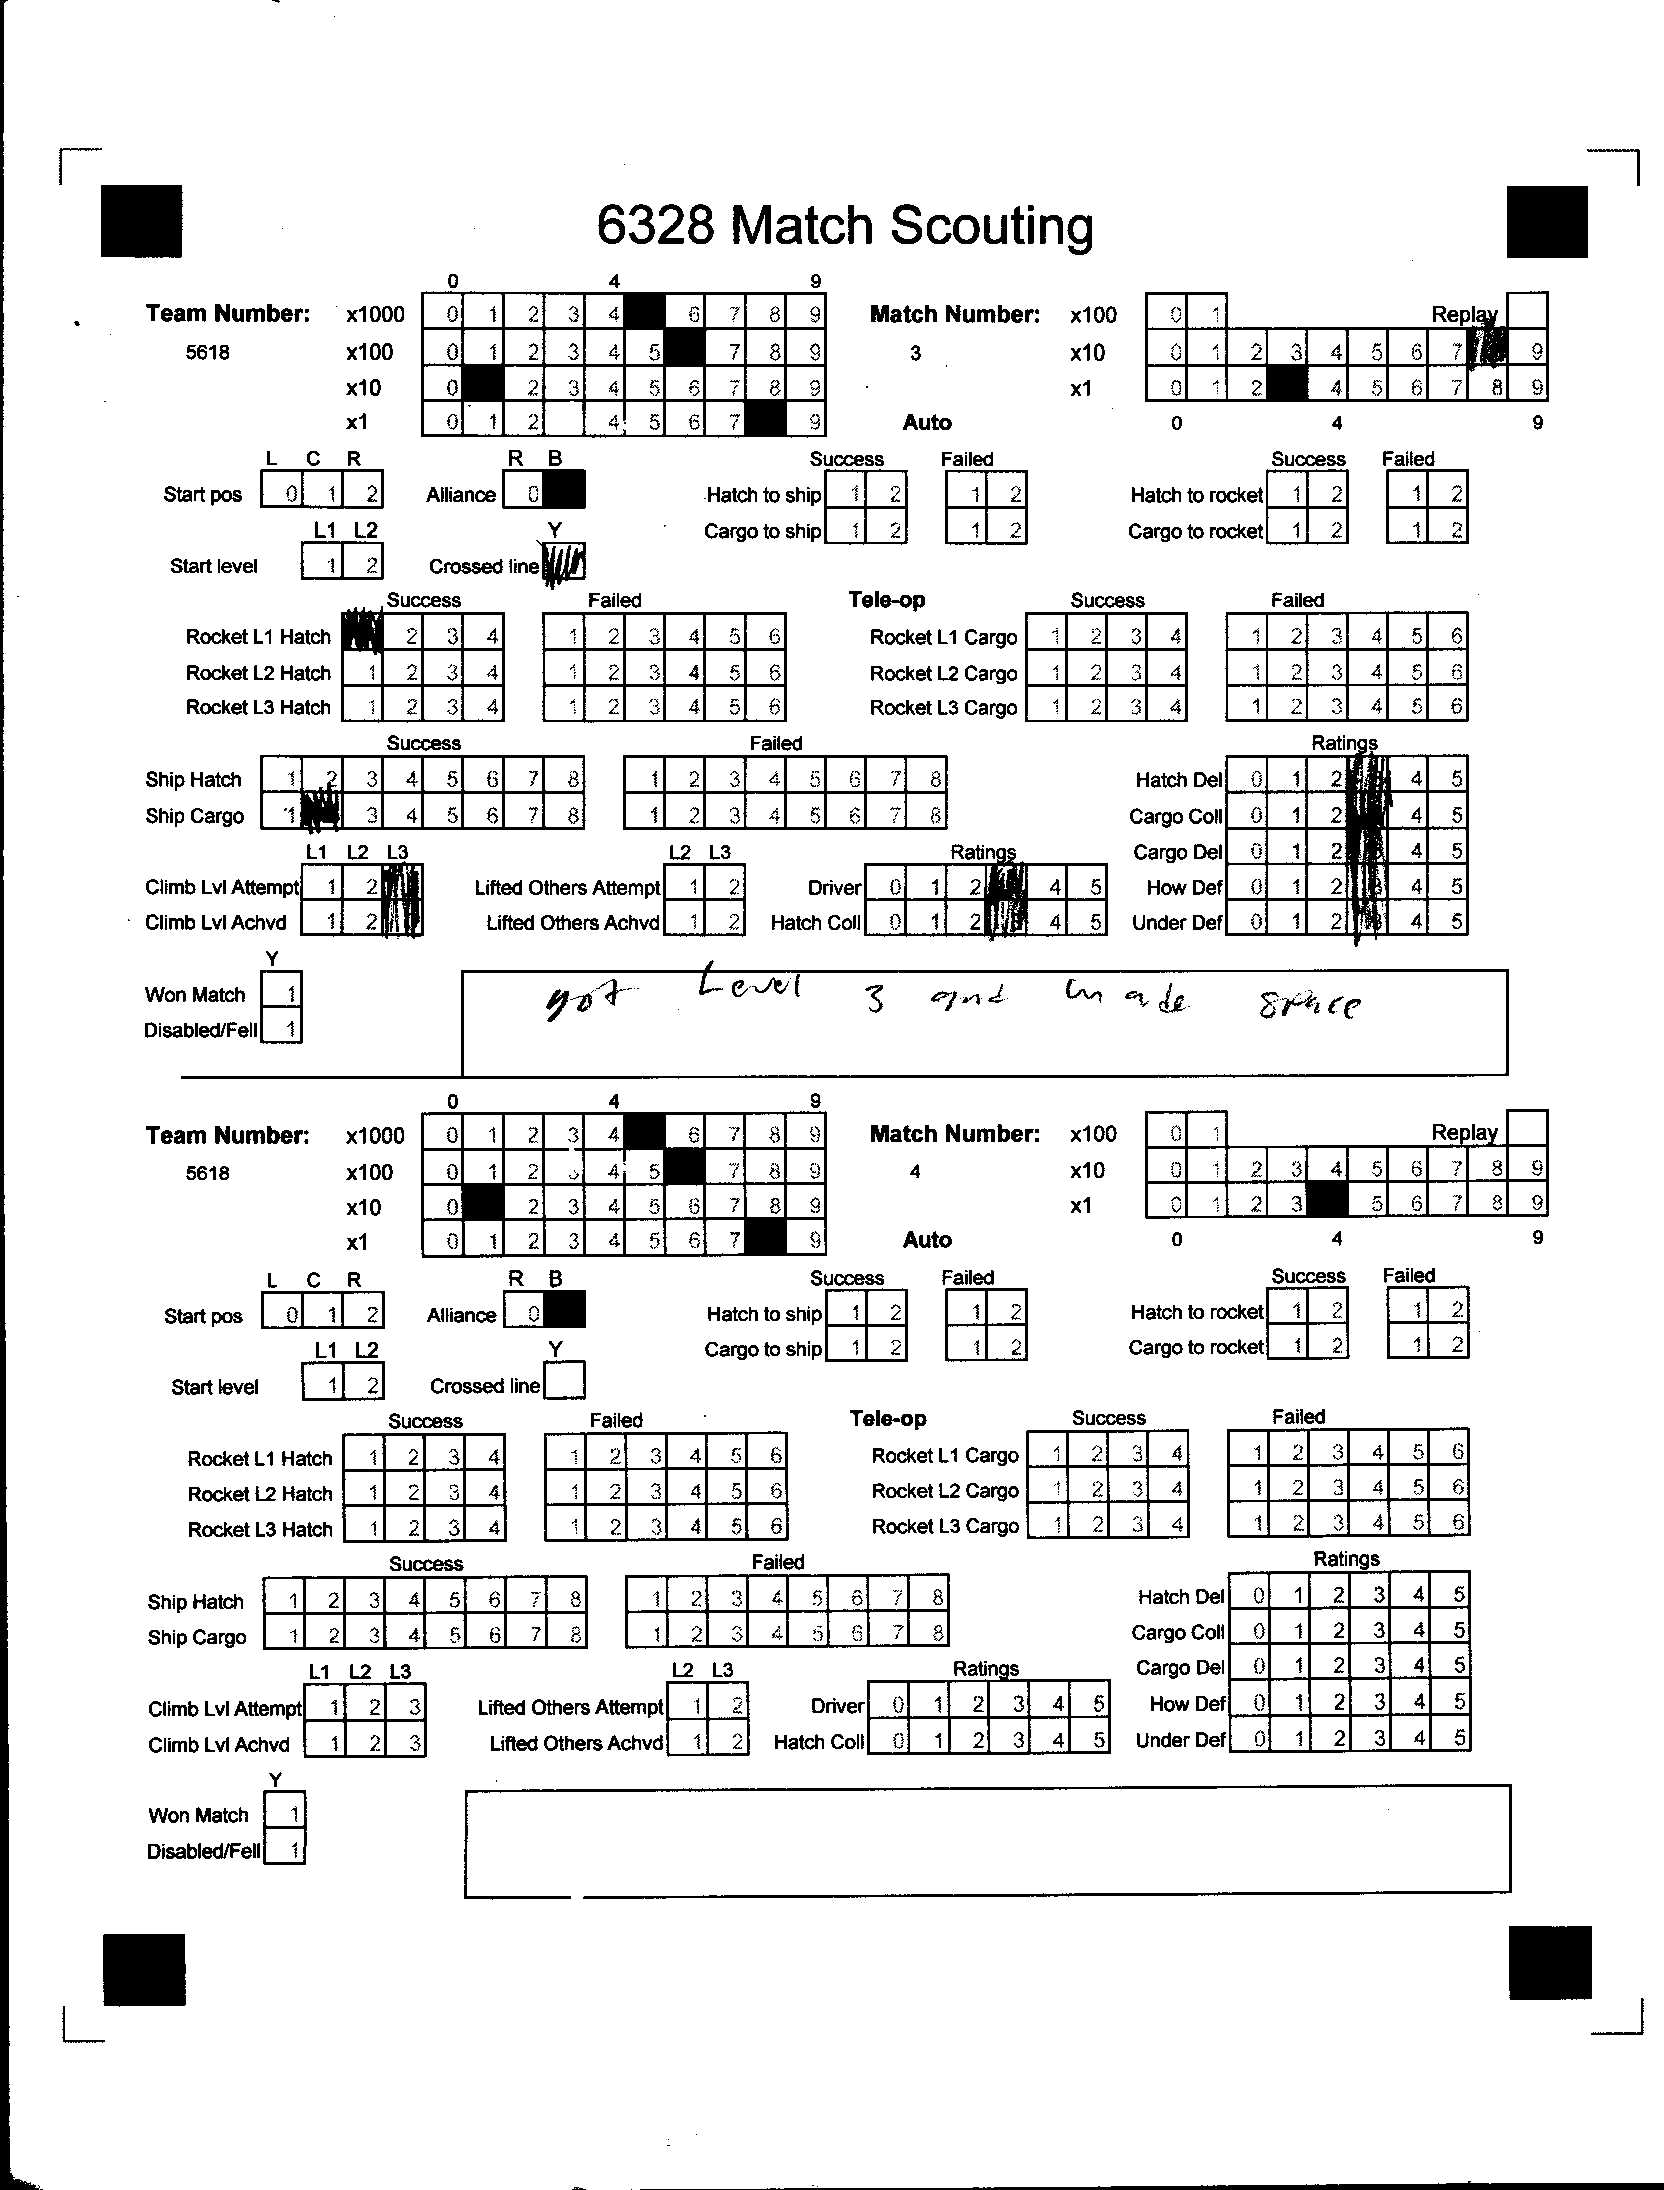 6328 Match Scouting
0 4 9
Team Number: x1000 0 1 2 3 4 6 7 8 9 Match Number: x100 0 1 Replay
5618 x100 0 1 2 3 4 5 7 8 9 3 x10 0 1 2 3 4 5 6 7 9
x10 0 2 3 4 5 6 7 8 9 x1 0 1 2 4 5 6 7 8 9
x1 0 1 2 4 5 6 7 9 Auto 0 4 9
L C R R B Success Failed Success Failed
Start pos 0 1 2 Alliance 0 Hatch to ship 1 2 1 2 Hatch to rocket 1 2 1 2
L1 L2 Y Cargo to ship 1 2 1 2 Cargo to rocket 1 2 1 2
Start level 1 2 Crossed line
Success Failed Tele-op Success Failed
Rocket L1 Hatch 2 3 4 1 2 3 4 5 6 Rocket L1 Cargo 1 2 3 4 1 2 3 4 5 6
Rocket L2 Hatch 1 2 3 4 1 2 3 4 5 6 Rocket L2 Cargo 1 2 3 4 1 2 3 4 5 6
Rocket L3 Hatch 1 2 3 4 1 2 3 4 5 6 Rocket L3 Cargo 1 2 3 4 1 2 3 4 5 6
Success Failed Ratings
Ship Hatch 1 2 3 4 5 6 7 8 1 2 3 4 5 6 7 8 Hatch Del 0 1 2 4 5
Ship Cargo 1 3 4 5 6 7 8 1 2 3 4 5 6 7 8 Cargo Coll 0 1 2 4 5
L1 L2 L3 L2 L3 Ratings Cargo Del 0 1 2 4 5
Climb Lvl Attempt 1 2 Lifted Others Attempt 1 2 Driver 0 1 2 4 5 How Def 0 1 2 3 4 5
Climb Lvl Achvd 1 2 Lifted Others Achvd 1 2 Hatch Coll 0 1 2 4 5 Under Def 0 1 2 4 5
Y
Won Match 1 got Level 3 and made space
Disabled/Fell 1
0 4 9
Team Number: x1000 0 1 2 3 4 6 7 8 9 Match Number: x100 0 1 Replay
5618 x100 0 1 2 4 5 7 8 9 4 x10 0 1 2 3 4 5 6 7 8 9
x10 0 2 3 4 5 6 7 8 9 x1 0 1 2 3 5 6 7 8 9
x1 0 1 2 3 4 5 6 7 9 Auto 0 4 9
L C R R B Success Failed Success Failed
Start pos 0 1 2 Alliance 0 Hatch to ship 1 2 1 2 Hatch to rocket 1 2 1 2
L1 L2 Y Cargo to ship 1 2 1 2 Cargo to rocket 1 2 1 2
Start level 1 2 Crossed line
Success Failed Tele-op Success Failed
Rocket L1 Hatch 1 2 3 4 1 2 3 4 5 6 Rocket L1 Cargo 1 2 3 4 1 2 3 4 5 6
Rocket L2 Hatch 1 2 3 4 1 2 3 4 5 6 Rocket L2 Cargo 1 2 3 4 1 2 3 4 5 6
Rocket L3 Hatch 1 2 3 4 1 2 3 4 5 6 Rocket L3 Cargo 1 2 3 4 1 2 3 4 5 6
Success Failed Ratings
Ship Hatch 1 2 3 4 5 6 7 8 1 2 3 4 5 6 7 8 Hatch Del 0 1 2 3 4 5
Ship Cargo 1 2 3 4 5 6 7 8 1 2 3 4 5 6 7 8 Cargo Coll 0 1 2 3 4 5
L1 L2 L3 L2 L3 Ratings Cargo Del 0 1 2 3 4 5
Climb Lvl Attempt 1 2 3 Lifted Others Attempt 1 2 Driver 0 1 2 3 4 5 How Def 0 1 2 3 4 5
Climb Lvl Achvd 1 2 3 Lifted Others Achvd 1 2 Hatch Coll 0 1 2 3 4 5 Under Def 0 1 2 3 4 5
Y
Won Match 1
Disabled/Fell 1